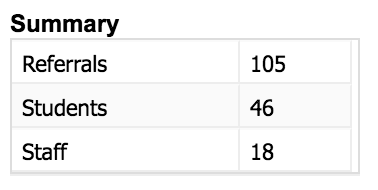 Summary
Referrals 105
Students 46
Staff 18